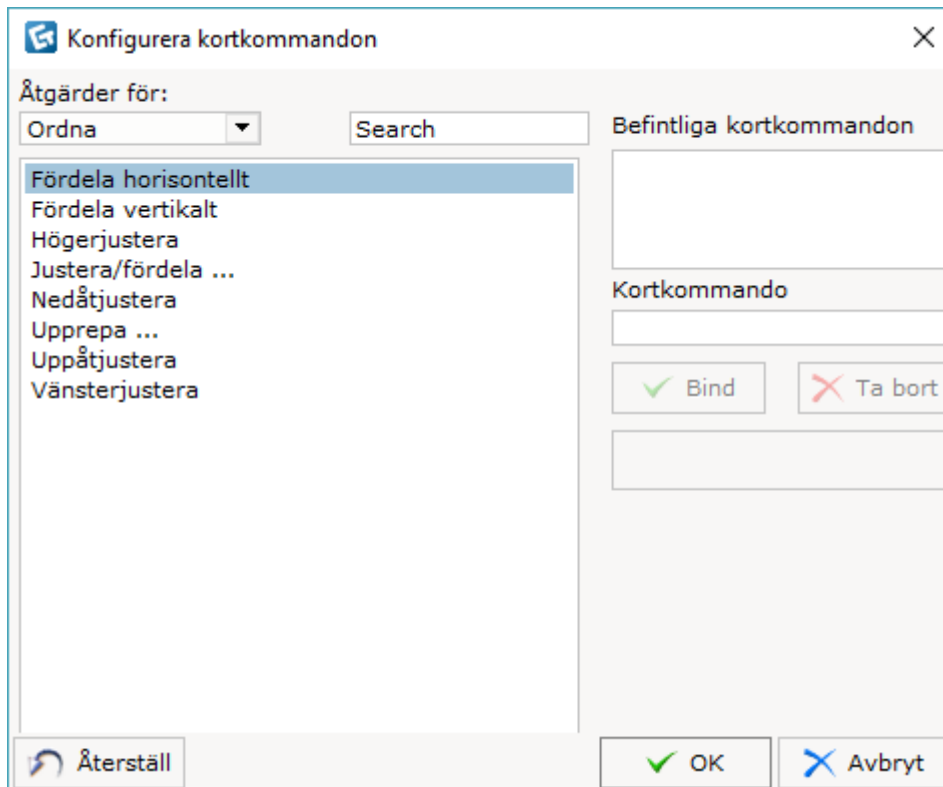 Konfigurera kortkommandon
Åtgärder för:
Ordna
Search
Befintliga kortkommandon
Fördela horisontellt
Fördela vertikalt
Högerjustera
Justera/fördela ...
Nedåtjustera
Upprepa ...
Uppåtjustera
Vänsterjustera
Kortkommando
Bind
Ta bort
Återställ
OK
Avbryt